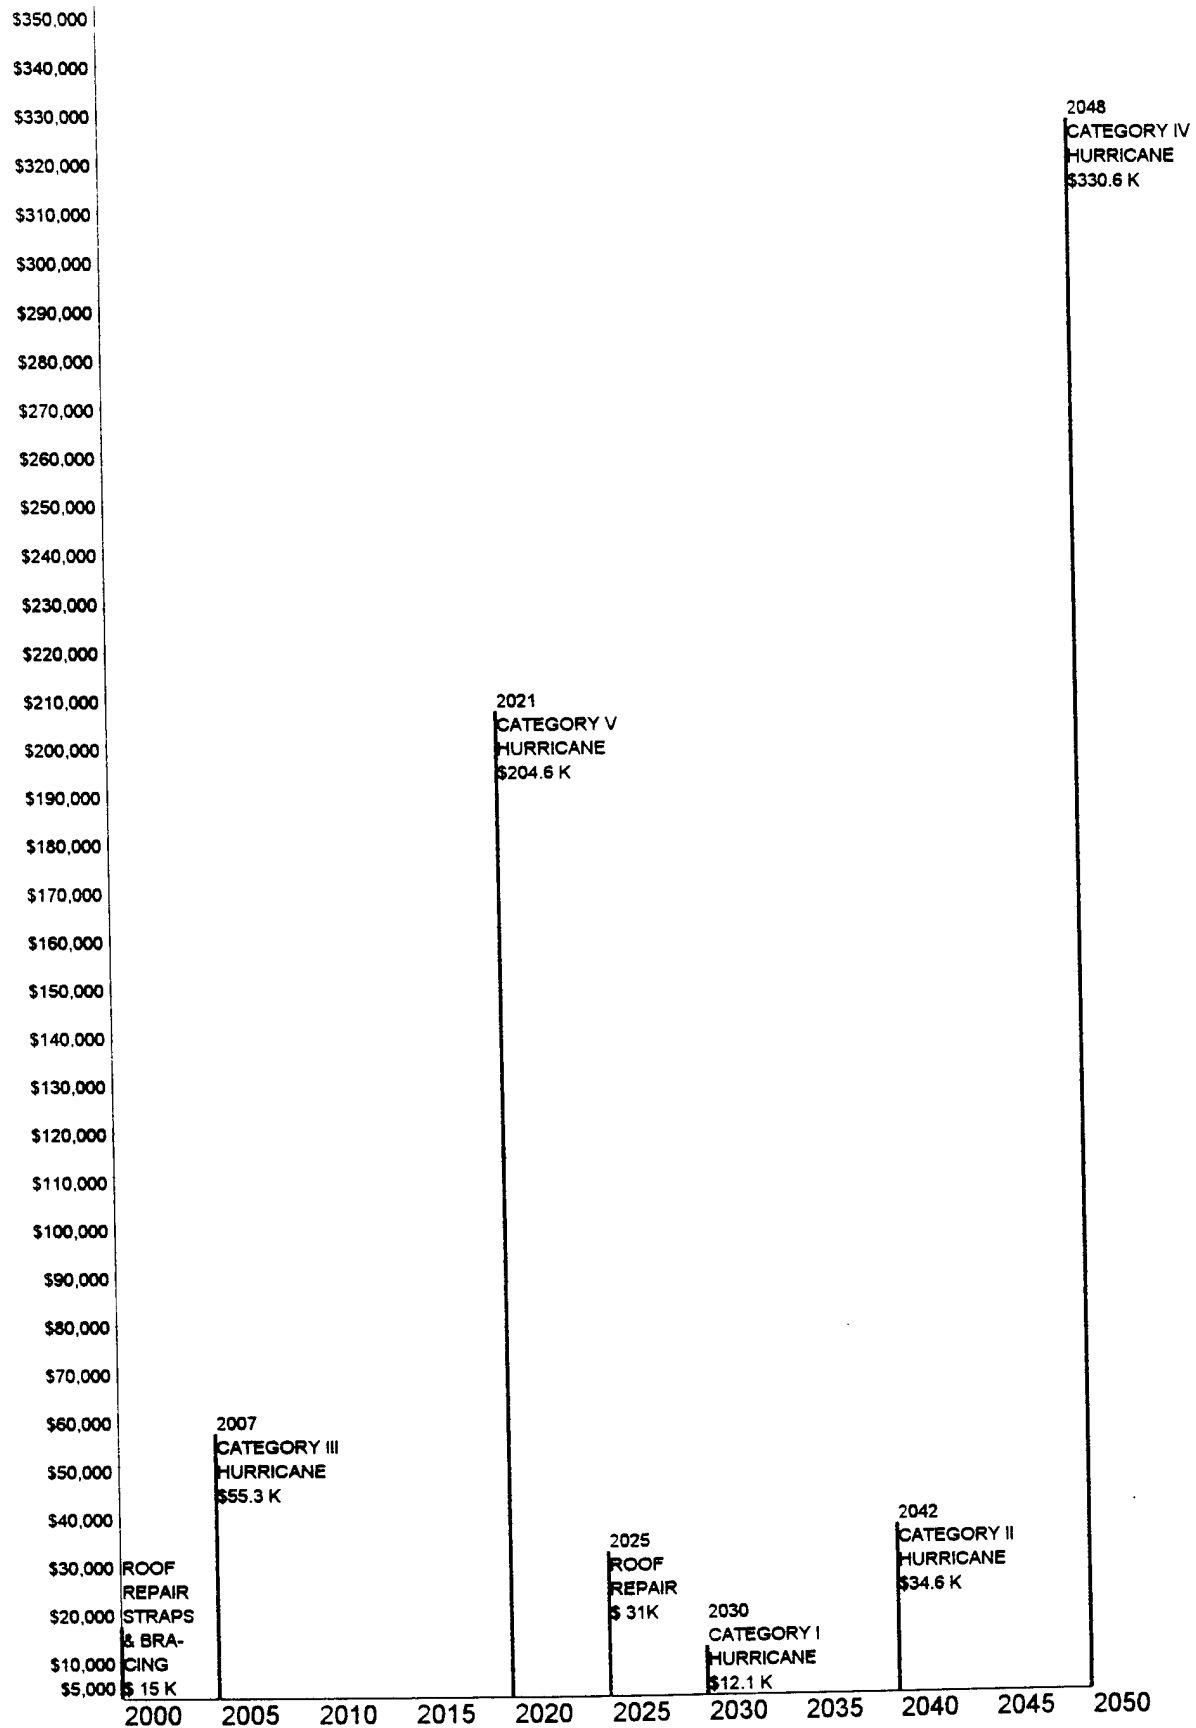 $350,000
$340,000
$330,000
$320,000
$310,000
$300,000
$290,000
$280,000
$270,000
$260,000
$250,000
$240,000
$230,000
$220,000
$210,000
$200,000
$190,000
$180,000
$170,000
$160,000
$150,000
$140,000
$130,000
$120,000
$110,000
$100,000
$90,000
$80,000
$70,000
$60,000
$50,000
$40,000
$30,000
$20,000
$10,000
$5,000
ROOF
REPAIR
STRAPS
& BRA-
CING
$ 15 K
2007
CATEGORY III
HURRICANE
$55.3 K
2021
CATEGORY V
HURRICANE
$204.6 K
2025
ROOF
REPAIR
$ 31K
2030
CATEGORY I
HURRICANE
$12.1 K
2042
CATEGORY II
HURRICANE
$34.6 K
2048
CATEGORY IV
HURRICANE
$330.6 K
2000 2005 2010 2015 2020 2025 2030 2035 2040 2045 2050